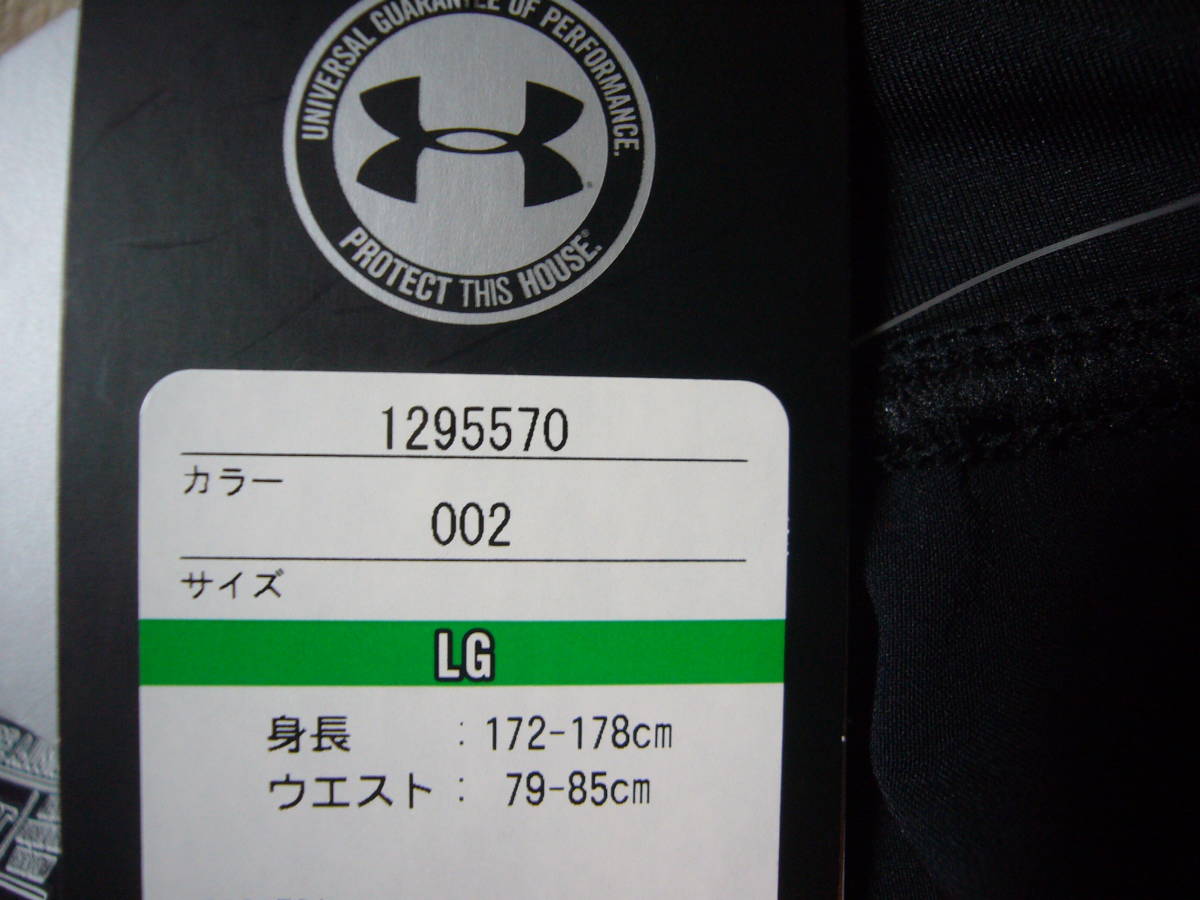 UNIVERSAL GUARANTEE OF PERFORMANCE.
PROTECT THIS HOUSE.®
1295570
カラー
002
サイズ
LG
身長 : 172-178cm
ウエスト : 79-85cm